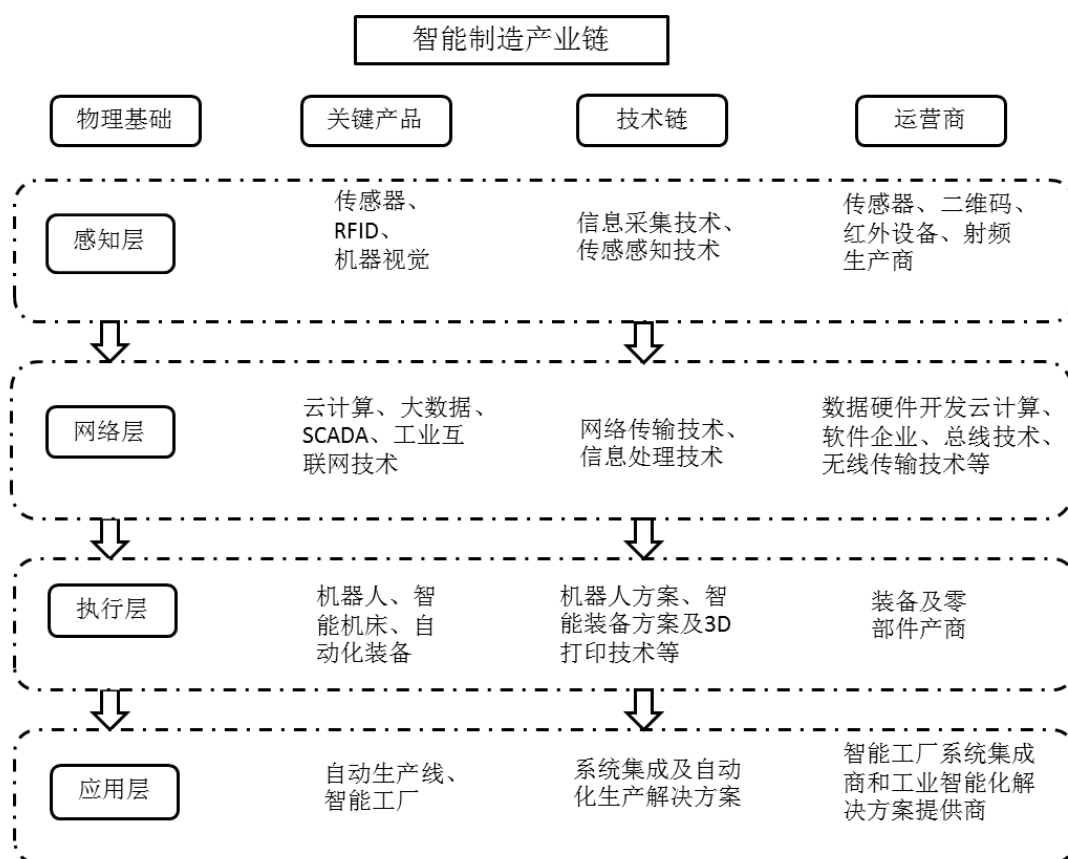 智能制造产业链
物理基础
关键产品
技术链
运营商
感知层
传感器、
RFID、
机器视觉
信息采集技术、
传感感知技术
传感器、二维码、
红外设备、射频
生产商
网络层
云计算、大数据、
SCADA、工业互
联网技术
网络传输技术、
信息处理技术
数据硬件开发云计算、
软件企业、总线技术、
无线传输技术等
执行层
机器人、智
能机床、自
动化装备
机器人方案、智
能装备方案及3D
打印技术等
装备及零
部件产商
应用层
自动生产线、
智能工厂
系统集成及自动
化生产解决方案
智能工厂系统集成
商和工业智能化解
决方案提供商